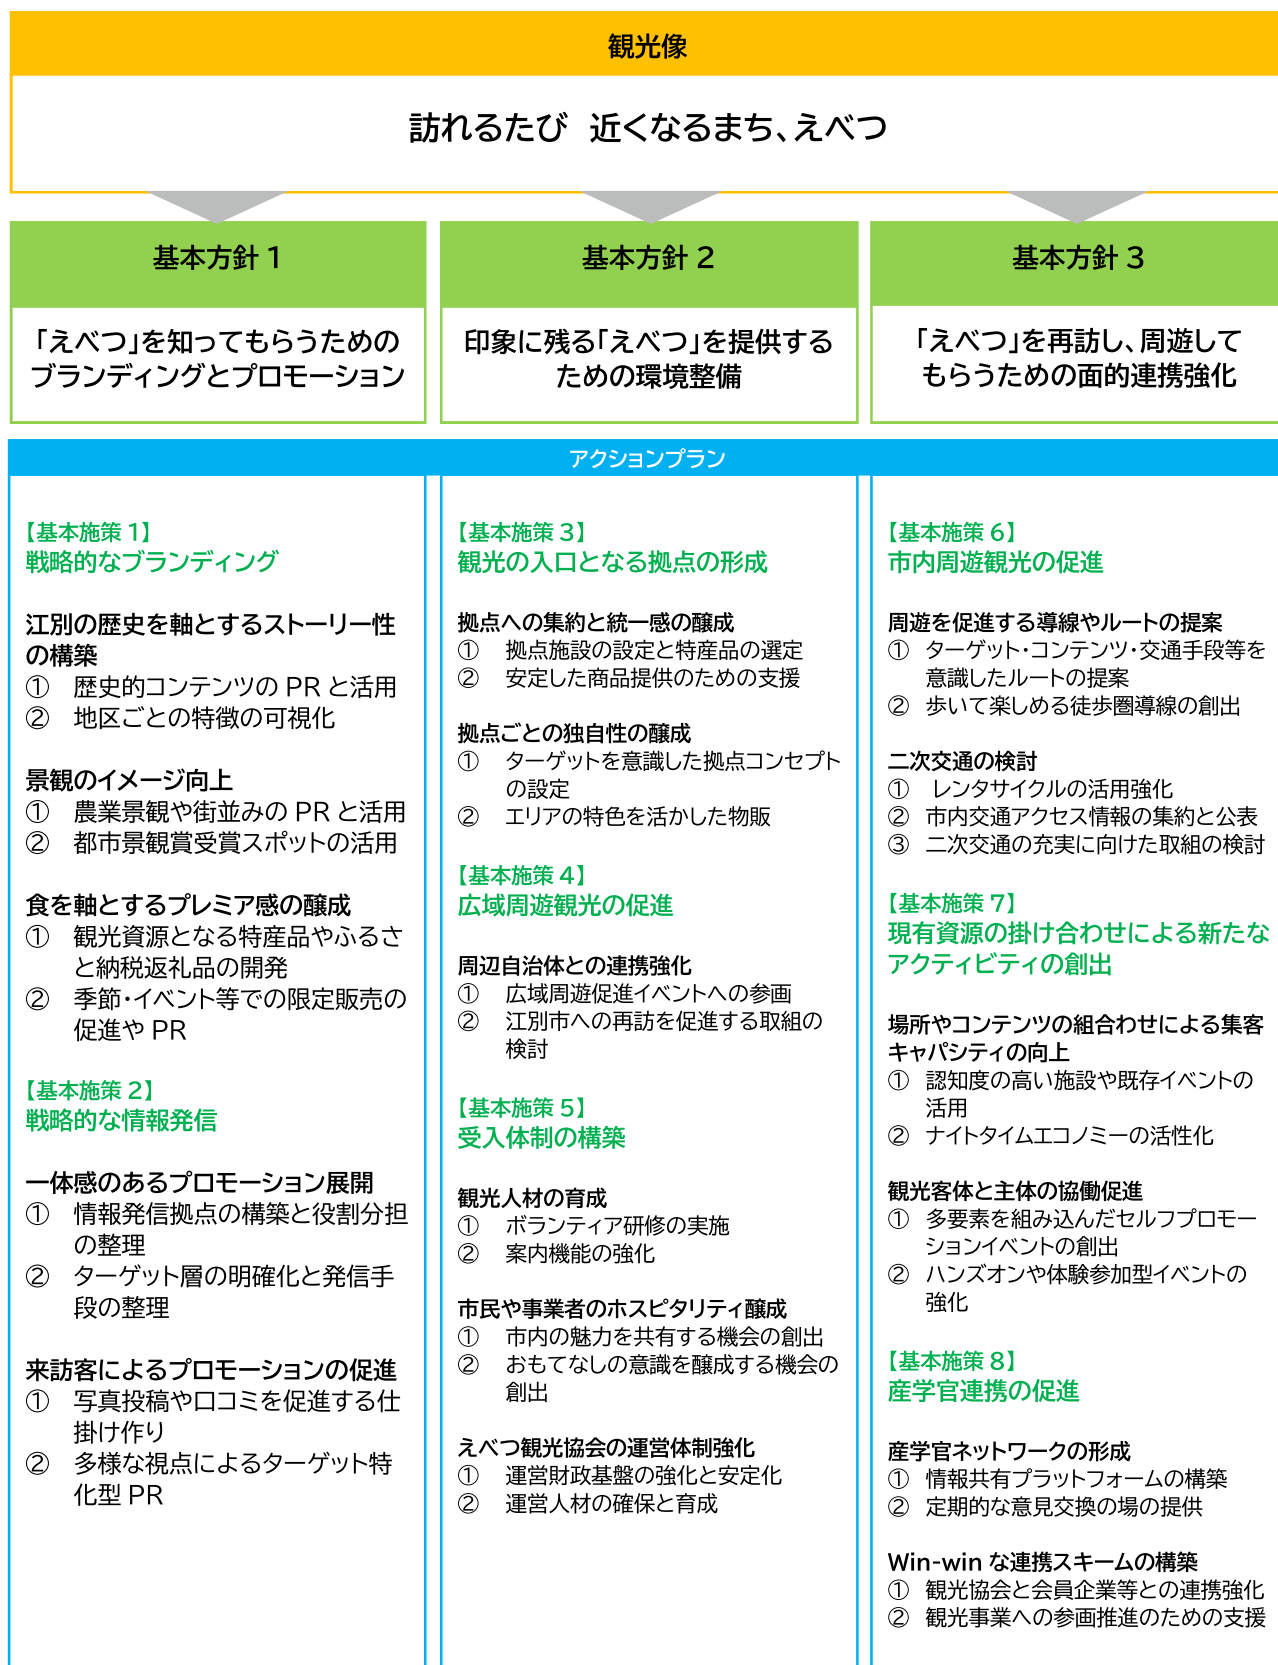 観光像
訪れるたび 近くなるまち、えべつ
基本方針 1
「えべつ」を知ってもらうための
ブランディングとプロモーション
基本方針 2
印象に残る「えべつ」を提供する
ための環境整備
基本方針 3
「えべつ」を再訪し、周遊して
もらうための面的連携強化
アクションプラン
【基本施策 1】
戦略的なブランディング
江別の歴史を軸とするストーリー性
の構築
① 歴史的コンテンツの PR と活用
② 地区ごとの特徴の可視化
景観のイメージ向上
① 農業景観や街並みの PR と活用
② 都市景観賞受賞スポットの活用
食を軸とするプレミア感の醸成
① 観光資源となる特産品やふるさ
と納税返礼品の開発
② 季節・イベント等での限定販売の
促進や PR
【基本施策 2】
戦略的な情報発信
一体感のあるプロモーション展開
① 情報発信拠点の構築と役割分担
の整理
② ターゲット層の明確化と発信手
段の整理
来訪客によるプロモーションの促進
① 写真投稿や口コミを促進する仕
掛け作り
② 多様な視点によるターゲット特
化型 PR
【基本施策 3】
観光の入口となる拠点の形成
拠点への集約と統一感の醸成
① 拠点施設の設定と特産品の選定
② 安定した商品提供のための支援
拠点ごとの独自性の醸成
① ターゲットを意識した拠点コンセプト
の設定
② エリアの特色を活かした物販
【基本施策 4】
広域周遊観光の促進
周辺自治体との連携強化
① 広域周遊促進イベントへの参画
② 江別市への再訪を促進する取組の
検討
【基本施策 5】
受入体制の構築
観光人材の育成
① ボランティア研修の実施
② 案内機能の強化
市民や事業者のホスピタリティ醸成
① 市内の魅力を共有する機会の創出
② おもてなしの意識を醸成する機会の
創出
えべつ観光協会の運営体制強化
① 運営財政基盤の強化と安定化
② 運営人材の確保と育成
【基本施策 6】
市内周遊観光の促進
周遊を促進する導線やルートの提案
① ターゲット・コンテンツ・交通手段等を
意識したルートの提案
② 歩いて楽しめる徒歩圏導線の創出
二次交通の検討
① レンタサイクルの活用強化
② 市内交通アクセス情報の集約と公表
③ 二次交通の充実に向けた取組の検討
【基本施策 7】
現有資源の掛け合わせによる新たな
アクティビティの創出
場所やコンテンツの組合わせによる集客
キャパシティの向上
① 認知度の高い施設や既存イベントの
活用
② ナイトタイムエコノミーの活性化
観光客体と主体の協働促進
① 多要素を組み込んだセルフプロモー
ションイベントの創出
② ハンズオンや体験参加型イベントの
強化
【基本施策 8】
産学官連携の促進
産学官ネットワークの形成
① 情報共有プラットフォームの構築
② 定期的な意見交換の場の提供
Win-win な連携スキームの構築
① 観光協会と会員企業等との連携強化
② 観光事業への参画推進のための支援